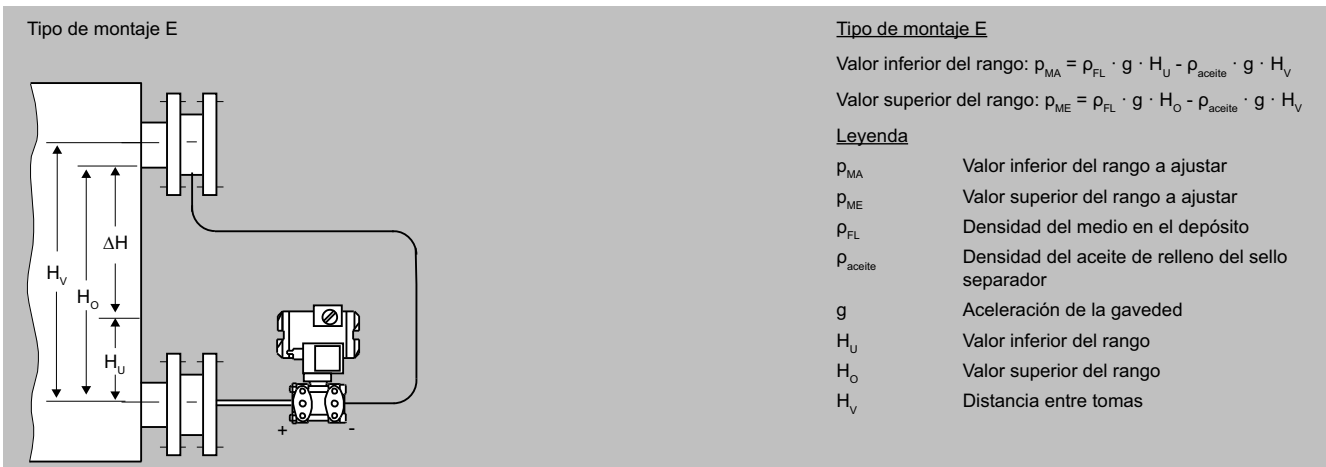 Tipo de montaje E
ΔH
H_V
H_O
H_U
+ -
Tipo de montaje E
Valor inferior del rango: p_MA = ρ_FL · g · H_U - ρ_aceite · g · H_V
Valor superior del rango: p_ME = ρ_FL · g · H_O - ρ_aceite · g · H_V
Leyenda
p_MA Valor inferior del rango a ajustar
p_ME Valor superior del rango a ajustar
ρ_FL Densidad del medio en el depósito
ρ_aceite Densidad del aceite de relleno del sello
separador
g Aceleración de la gaveded
H_U Valor inferior del rango
H_O Valor superior del rango
H_V Distancia entre tomas